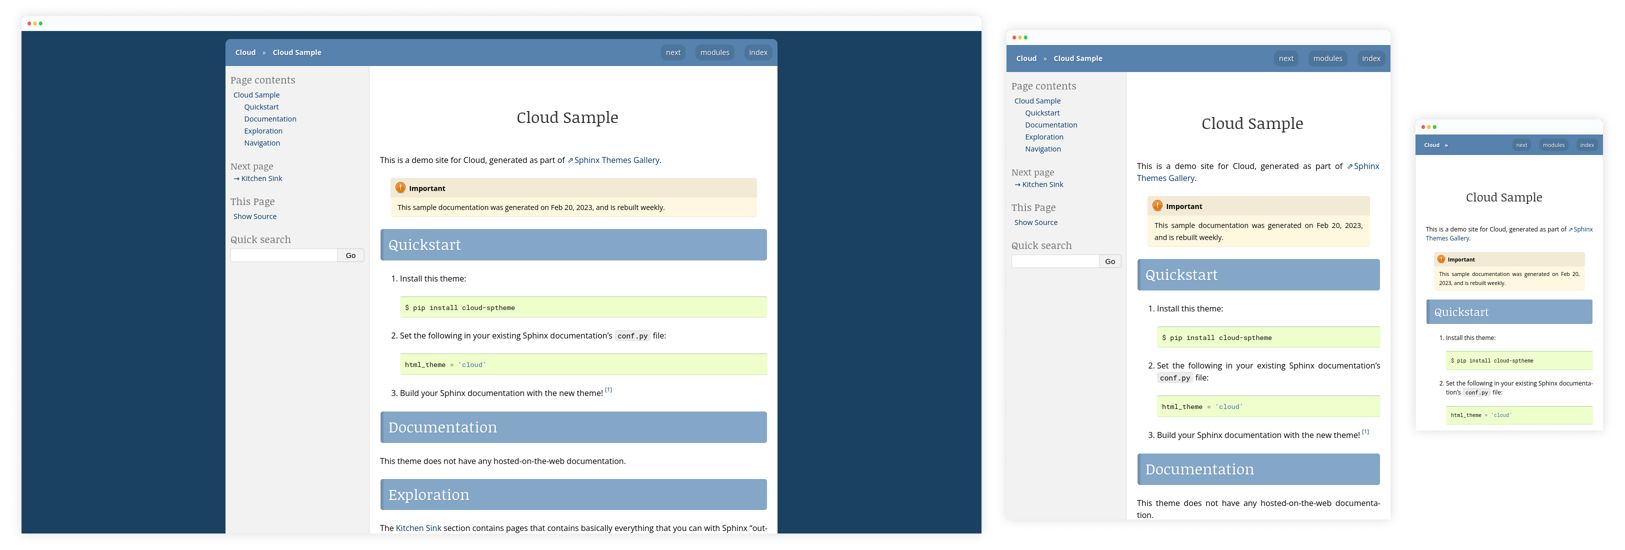 Cloud » Cloud Sample next modules index
Page contents
Cloud Sample
Quickstart
Documentation
Exploration
Navigation
Next page
→ Kitchen Sink
This Page
Show Source
Quick search
Go
Cloud Sample
This is a demo site for Cloud, generated as part of ⇗Sphinx Themes Gallery.
Important
This sample documentation was generated on Feb 20, 2023, and is rebuilt weekly.
Quickstart
1. Install this theme:
$ pip install cloud-sptheme
2. Set the following in your existing Sphinx documentation’s conf.py file:
html_theme = 'cloud'
3. Build your Sphinx documentation with the new theme! [1]
Documentation
This theme does not have any hosted-on-the-web documentation.
Exploration
The Kitchen Sink section contains pages that contains basically everything that you can with Sphinx “out-
Cloud » Cloud Sample next modules index
Page contents
Cloud Sample
Quickstart
Documentation
Exploration
Navigation
Next page
→ Kitchen Sink
This Page
Show Source
Quick search
Go
Cloud Sample
This is a demo site for Cloud, generated as part of ⇗Sphinx
Themes Gallery.
Important
This sample documentation was generated on Feb 20, 2023,
and is rebuilt weekly.
Quickstart
1. Install this theme:
$ pip install cloud-sptheme
2. Set the following in your existing Sphinx documentation’s
conf.py file:
html_theme = 'cloud'
3. Build your Sphinx documentation with the new theme! [1]
Documentation
This theme does not have any hosted-on-the-web documenta-
tion.
Cloud » next modules index
Cloud Sample
This is a demo site for Cloud, generated as part of ⇗Sphinx
Themes Gallery.
Important
This sample documentation was generated on Feb 20,
2023, and is rebuilt weekly.
Quickstart
1. Install this theme:
$ pip install cloud-sptheme
2. Set the following in your existing Sphinx documenta-
tion’s conf.py file:
html_theme = 'cloud'